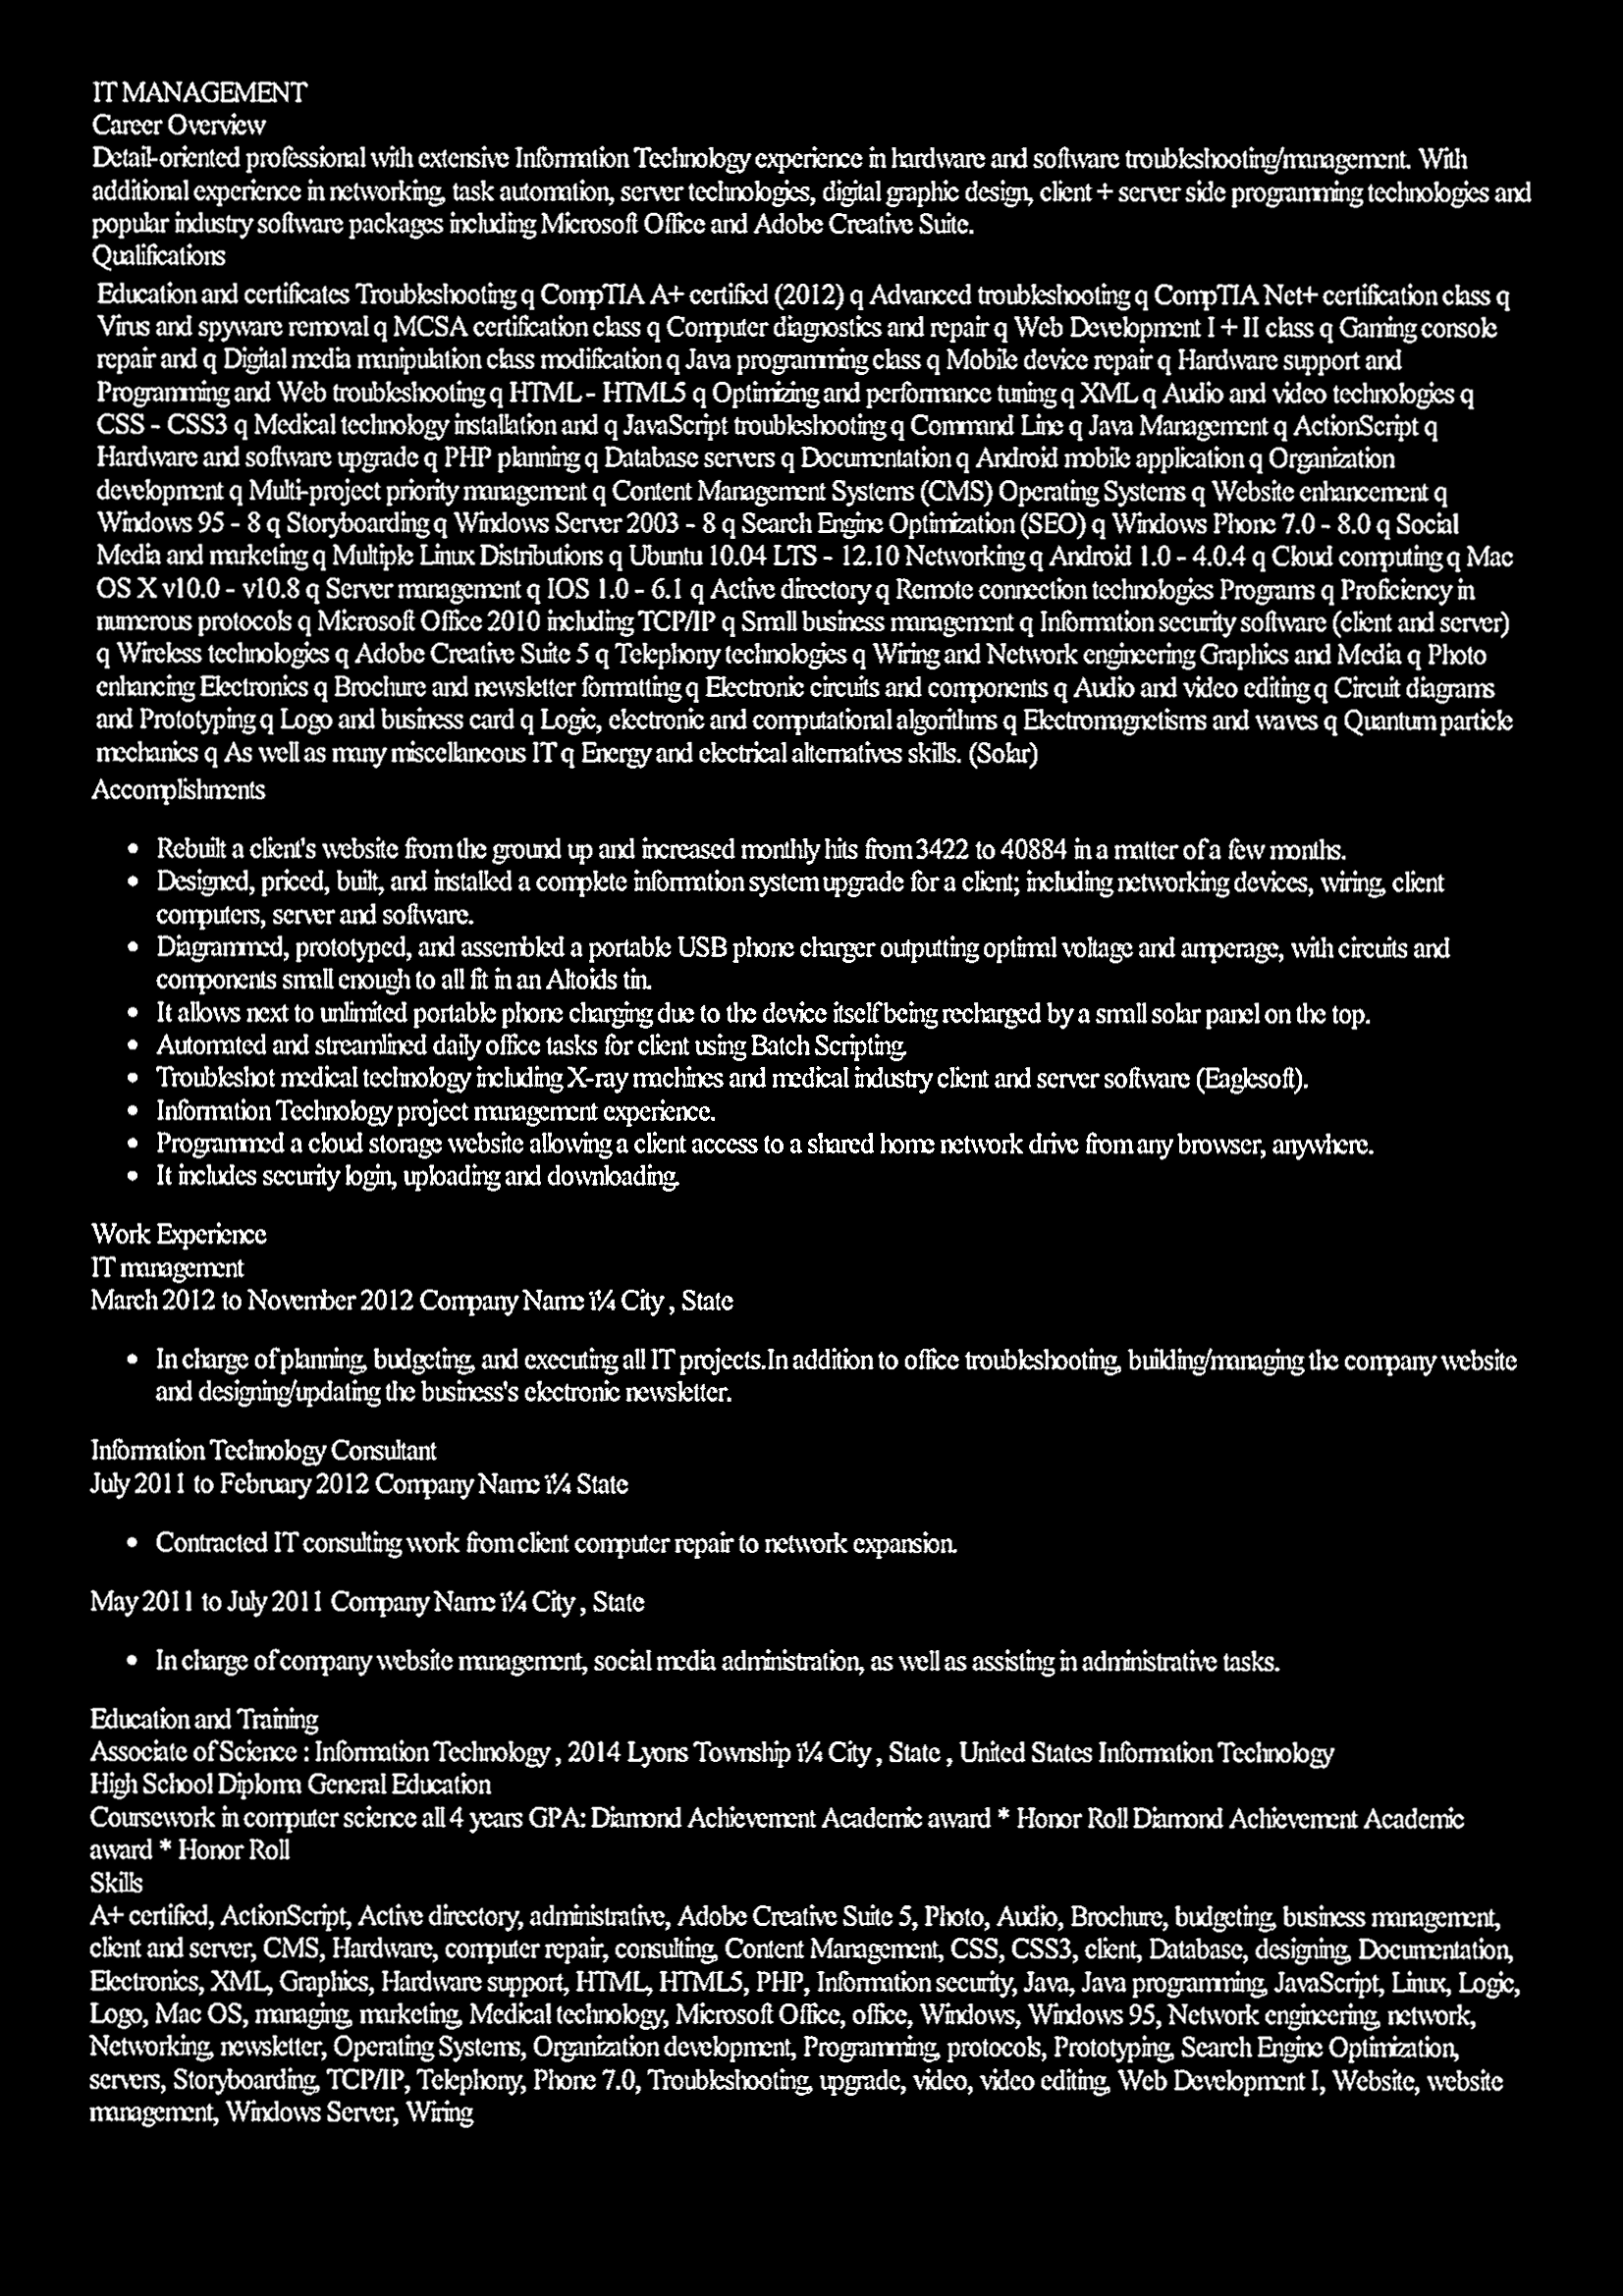 IT MANAGEMENT
Career Overview
Detail-oriented professional with extensive Information Technology experience in hardware and software troubleshooting/management. With
additional experience in networking, task automation, server technologies, digital graphic design, client + server side programming technologies and
popular industry software packages including Microsoft Office and Adobe Creative Suite.
Qualifications
Education and certificates Troubleshooting q CompTIA A+ certified (2012) q Advanced troubleshooting q CompTIA Net+ certification class q
Virus and spyware removal q MCSA certification class q Computer diagnostics and repair q Web Development I + II class q Gaming console
repair and q Digital media manipulation class modification q Java programming class q Mobile device repair q Hardware support and
Programming and Web troubleshooting q HTML - HTML5 q Optimizing and performance tuning q XML q Audio and video technologies q
CSS - CSS3 q Medical technology installation and q JavaScript troubleshooting q Command Line q Java Management q ActionScript q
Hardware and software upgrade q PHP planning q Database servers q Documentation q Android mobile application q Organization
development q Multi-project priority management q Content Management Systems (CMS) Operating Systems q Website enhancement q
Windows 95 - 8 q Storyboarding q Windows Server 2003 - 8 q Search Engine Optimization (SEO) q Windows Phone 7.0 - 8.0 q Social
Media and marketing q Multiple Linux Distributions q Ubuntu 10.04 LTS - 12.10 Networking q Android 1.0 - 4.0.4 q Cloud computing q Mac
OS X v10.0 - v10.8 q Server management q IOS 1.0 - 6.1 q Active directory q Remote connection technologies Programs q Proficiency in
numerous protocols q Microsoft Office 2010 including TCP/IP q Small business management q Information security software (client and server)
q Wireless technologies q Adobe Creative Suite 5 q Telephony technologies q Wiring and Network engineering Graphics and Media q Photo
enhancing Electronics q Brochure and newsletter formatting q Electronic circuits and components q Audio and video editing q Circuit diagrams
and Prototyping q Logo and business card q Logic, electronic and computational algorithms q Electromagnetisms and waves q Quantum particle
mechanics q As well as many miscellaneous IT q Energy and electrical alternatives skills. (Solar)
Accomplishments
• Rebuilt a client's website from the ground up and increased monthly hits from 3422 to 40884 in a matter of a few months.
• Designed, priced, built, and installed a complete information system upgrade for a client; including networking devices, wiring, client
computers, server and software.
• Diagrammed, prototyped, and assembled a portable USB phone charger outputting optimal voltage and amperage, with circuits and
components small enough to all fit in an Altoids tin.
• It allows next to unlimited portable phone charging due to the device itself being recharged by a small solar panel on the top.
• Automated and streamlined daily office tasks for client using Batch Scripting.
• Troubleshot medical technology including X-ray machines and medical industry client and server software (Eaglesoft).
• Information Technology project management experience.
• Programmed a cloud storage website allowing a client access to a shared home network drive from any browser, anywhere.
• It includes security login, uploading and downloading.
Work Experience
IT management
March 2012 to November 2012 Company Name ï¼ City , State
• In charge of planning, budgeting, and executing all IT projects.In addition to office troubleshooting, building/managing the company website
and designing/updating the business's electronic newsletter.
Information Technology Consultant
July 2011 to February 2012 Company Name ï¼ State
• Contracted IT consulting work from client computer repair to network expansion.
May 2011 to July 2011 Company Name ï¼ City , State
• In charge of company website management, social media administration, as well as assisting in administrative tasks.
Education and Training
Associate of Science : Information Technology , 2014 Lyons Township ï¼ City , State , United States Information Technology
High School Diploma General Education
Coursework in computer science all 4 years GPA: Diamond Achievement Academic award * Honor Roll Diamond Achievement Academic
award * Honor Roll
Skills
A+ certified, ActionScript, Active directory, administrative, Adobe Creative Suite 5, Photo, Audio, Brochure, budgeting, business management,
client and server, CMS, Hardware, computer repair, consulting, Content Management, CSS, CSS3, client, Database, designing, Documentation,
Electronics, XML, Graphics, Hardware support, HTML, HTML5, PHP, Information security, Java, Java programming, JavaScript, Linux, Logic,
Logo, Mac OS, managing, marketing, Medical technology, Microsoft Office, office, Windows, Windows 95, Network engineering, network,
Networking, newsletter, Operating Systems, Organization development, Programming, protocols, Prototyping, Search Engine Optimization,
servers, Storyboarding, TCP/IP, Telephony, Phone 7.0, Troubleshooting, upgrade, video, video editing, Web Development I, Website, website
management, Windows Server, Wiring